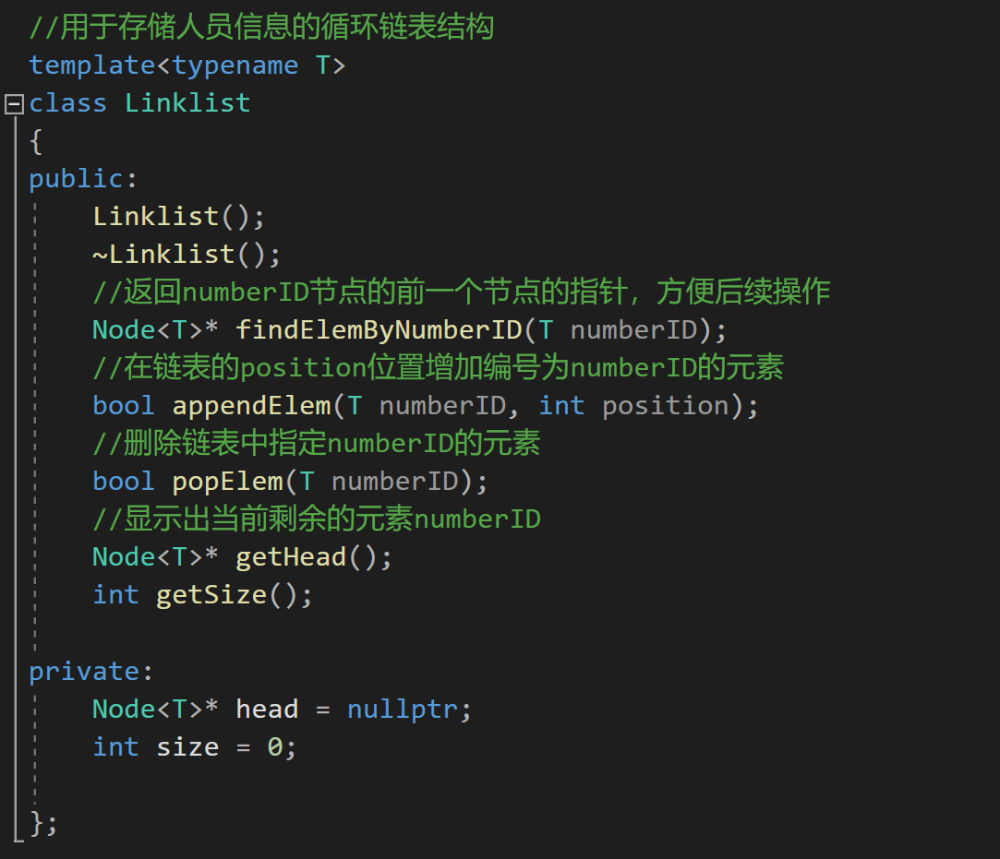 //用于存储人员信息的循环链表结构
template<typename T>
class Linklist
{
public:
    Linklist();
    ~Linklist();
    //返回numberID节点的前一个节点的指针，方便后续操作
    Node<T>* findElemByNumberID(T numberID);
    //在链表的position位置增加编号为numberID的元素
    bool appendElem(T numberID, int position);
    //删除链表中指定numberID的元素
    bool popElem(T numberID);
    //显示出当前剩余的元素numberID
    Node<T>* getHead();
    int getSize();
private:
    Node<T>* head = nullptr;
    int size = 0;
};